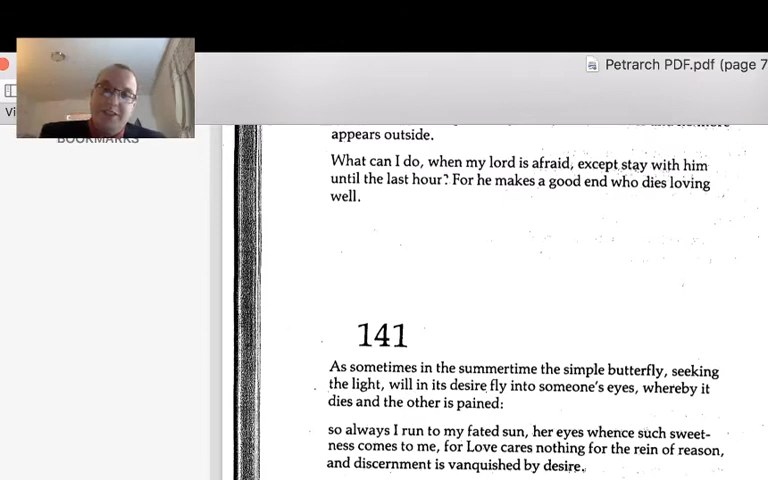 Petrarch PDF.pdf (page 7
Vi
BOOKMARKS
appears outside.
What can I do, when my lord is afraid, except stay with him
until the last hour? For he makes a good end who dies loving
well.
141
As sometimes in the summertime the simple butterfly, seeking
the light, will in its desire fly into someone's eyes, whereby it
dies and the other is pained:
so always I run to my fated sun, her eyes whence such sweet-
ness comes to me, for Love cares nothing for the rein of reason,
and discernment is vanquished by desire.